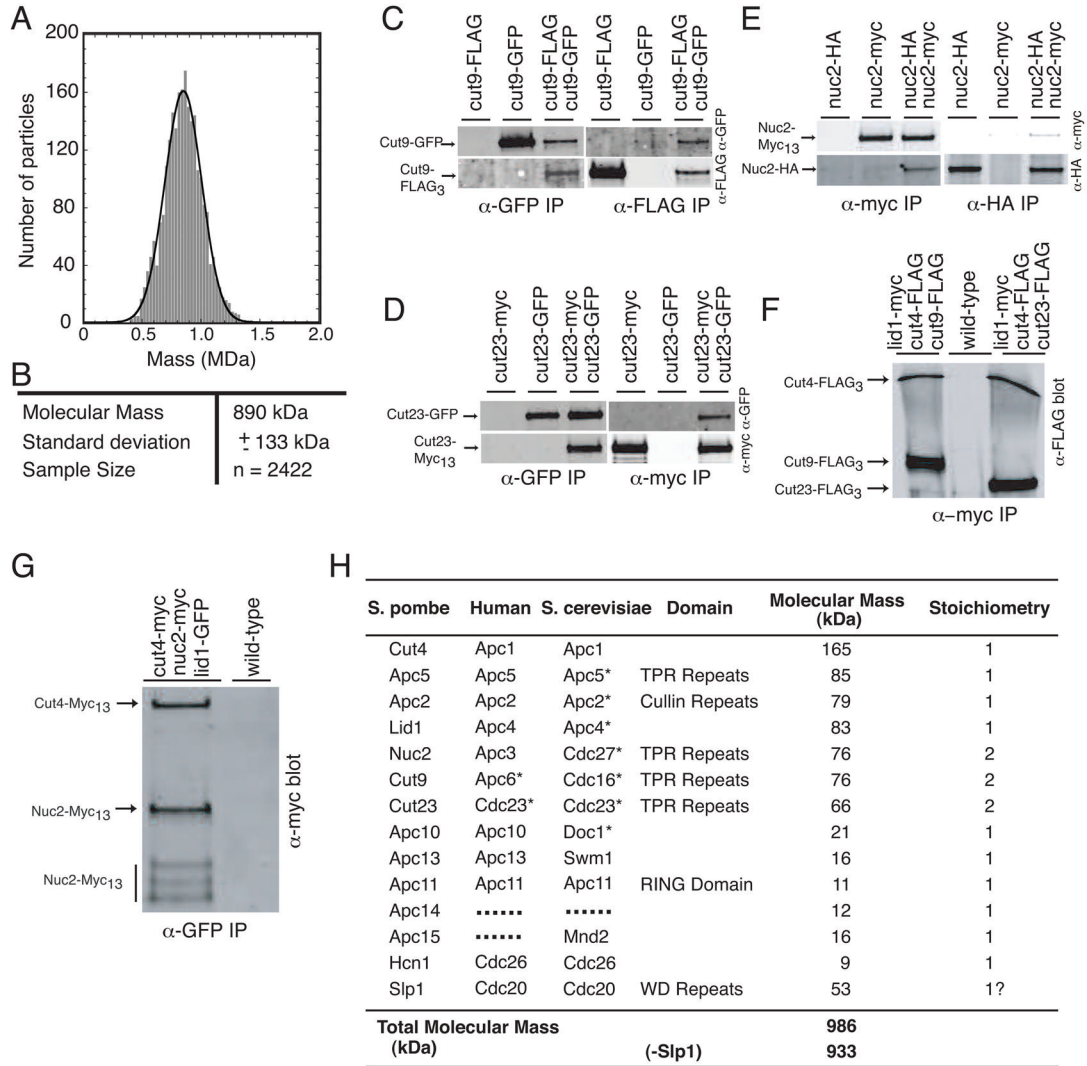 A
200
160
120
80
40
0
Number of particles
0 0.5 1.0 1.5 2.0
Mass (MDa)
B
Molecular Mass 890 kDa
Standard deviation ± 133 kDa
Sample Size n = 2422
C
cut9-FLAG
cut9-GFP
cut9-FLAG
cut9-GFP
cut9-FLAG
cut9-GFP
cut9-FLAG
cut9-GFP
Cut9-GFP
Cut9-
FLAG3
α-GFP
α-FLAG
α-GFP IP
α-FLAG IP
D
cut23-myc
cut23-GFP
cut23-myc
cut23-GFP
cut23-myc
cut23-GFP
cut23-myc
cut23-GFP
Cut23-GFP
Cut23-
Myc13
α-GFP
α-myc
α-GFP IP
α-myc IP
E
nuc2-HA
nuc2-myc
nuc2-HA
nuc2-myc
nuc2-HA
nuc2-myc
nuc2-HA
nuc2-myc
Nuc2-
Myc13
Nuc2-HA
α-myc
α-HA
α-myc IP
α-HA IP
F
lid1-myc
cut4-FLAG
cut9-FLAG
wild-type
lid1-myc
cut4-FLAG
cut23-FLAG
Cut4-FLAG3
Cut9-FLAG3
Cut23-FLAG3
α-FLAG blot
α–myc IP
G
cut4-myc
nuc2-myc
lid1-GFP
wild-type
Cut4-Myc13
Nuc2-Myc13
Nuc2-Myc13
α-myc blot
α-GFP IP
H
S. pombe Human S. cerevisiae Domain Molecular Mass (kDa) Stoichiometry
Cut4 Apc1 Apc1 165 1
Apc5 Apc5 Apc5* TPR Repeats 85 1
Apc2 Apc2 Apc2* Cullin Repeats 79 1
Lid1 Apc4 Apc4* 83 1
Nuc2 Apc3 Cdc27* TPR Repeats 76 2
Cut9 Apc6* Cdc16* TPR Repeats 76 2
Cut23 Cdc23* Cdc23* TPR Repeats 66 2
Apc10 Apc10 Doc1* 21 1
Apc13 Apc13 Swm1 16 1
Apc11 Apc11 Apc11 RING Domain 11 1
Apc14 ------ ------ 12 1
Apc15 ------ Mnd2 16 1
Hcn1 Cdc26 Cdc26 9 1
Slp1 Cdc20 Cdc20 WD Repeats 53 1?
Total Molecular Mass 986
(kDa) (-Slp1) 933